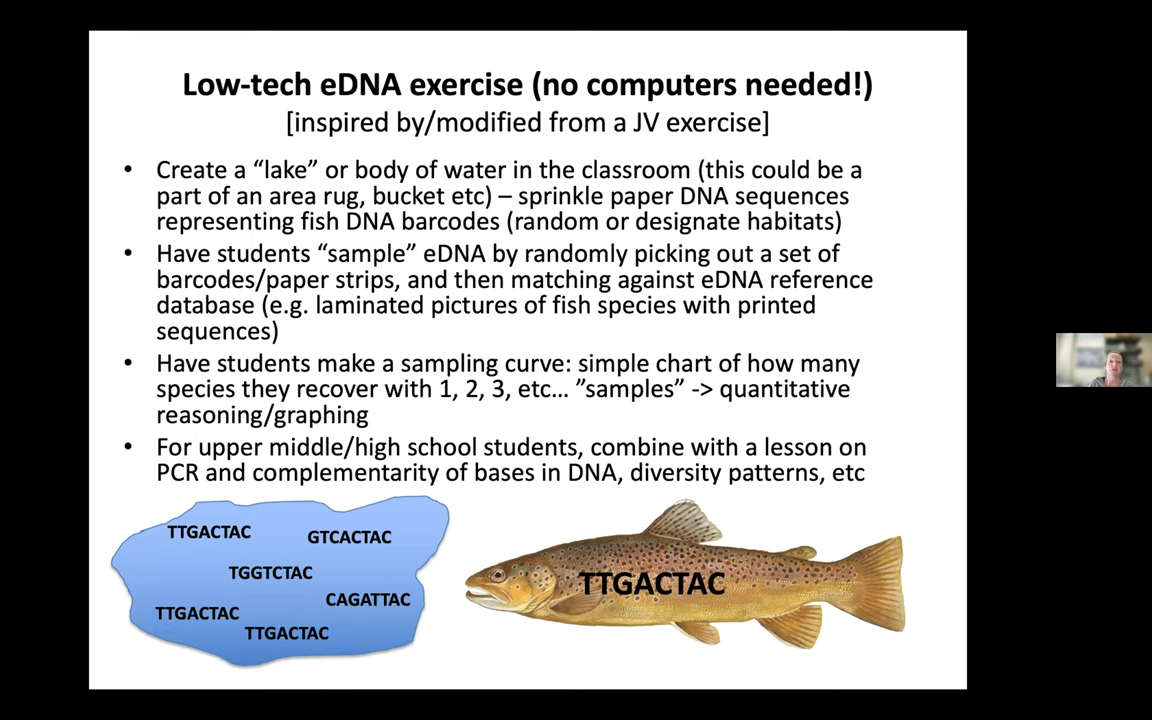 Low-tech eDNA exercise (no computers needed!)
[inspired by/modified from a JV exercise]
• Create a “lake” or body of water in the classroom (this could be a
part of an area rug, bucket etc) – sprinkle paper DNA sequences
representing fish DNA barcodes (random or designate habitats)
• Have students “sample” eDNA by randomly picking out a set of
barcodes/paper strips, and then matching against eDNA reference
database (e.g. laminated pictures of fish species with printed
sequences)
• Have students make a sampling curve: simple chart of how many
species they recover with 1, 2, 3, etc… ”samples” -> quantitative
reasoning/graphing
• For upper middle/high school students, combine with a lesson on
PCR and complementarity of bases in DNA, diversity patterns, etc
TTGACTAC
GTCACTAC
TGGTCTAC
CAGATTAC
TTGACTAC
TTGACTAC
TTGACTAC